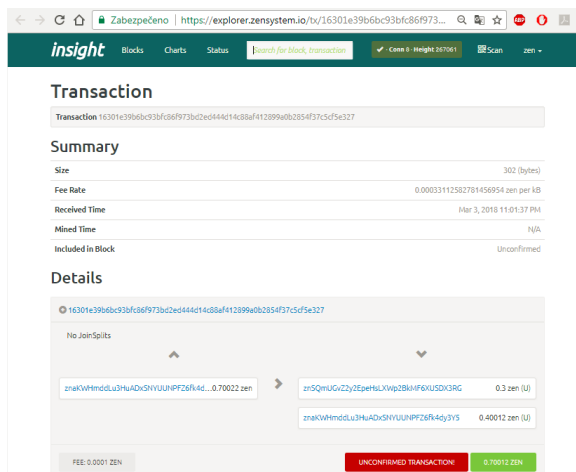 Zabezpečeno | https://explorer.zensystem.io/tx/16301e39b6bc93bfc86f973...
insight Blocks Charts Status Search for block, transaction ✔ · Conn 8 · Height 267061 Scan zen
Transaction
Transaction 16301e39b6bc93bfc86f973bd2ed444d14c88af412899a0b2854f37c5cf5e327
Summary
Size 302 (bytes)
Fee Rate 0.00033112582781456954 zen per kB
Received Time Mar 3, 2018 11:01:37 PM
Mined Time N/A
Included in Block Unconfirmed
Details
16301e39b6bc93bfc86f973bd2ed444d14c88af412899a0b2854f37c5cf5e327
No JoinSplits
znaKWHmddLu3HuADxSNYUUNPFZ6fk4d...0.70022 zen
znSQmUGvZ2y2EpeHsLXWp2BkMF6XUSDX3RG 0.3 zen (U)
znaKWHmddLu3HuADxSNYUUNPFZ6fk4dy3Y5 0.40012 zen (U)
FEE: 0.0001 ZEN UNCONFIRMED TRANSACTION! 0.70012 ZEN